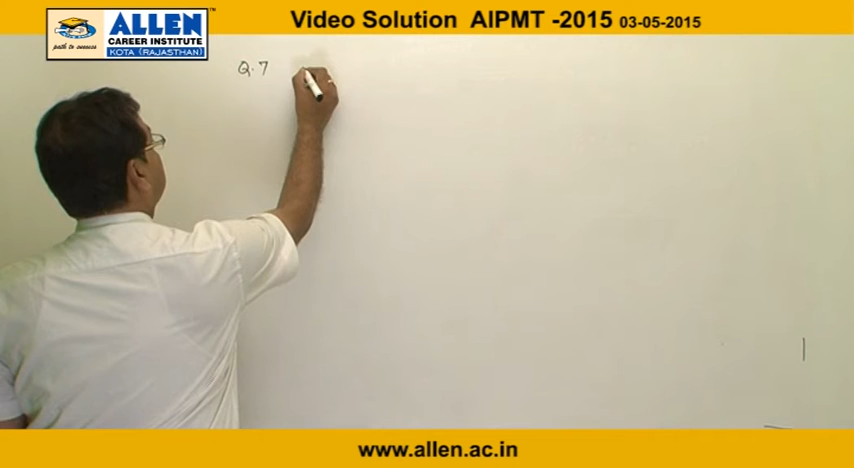 ALLEN
CAREER INSTITUTE
KOTA (RAJASTHAN)
path to success
TM
Video Solution AIPMT -2015 03-05-2015
Q.7
www.allen.ac.in